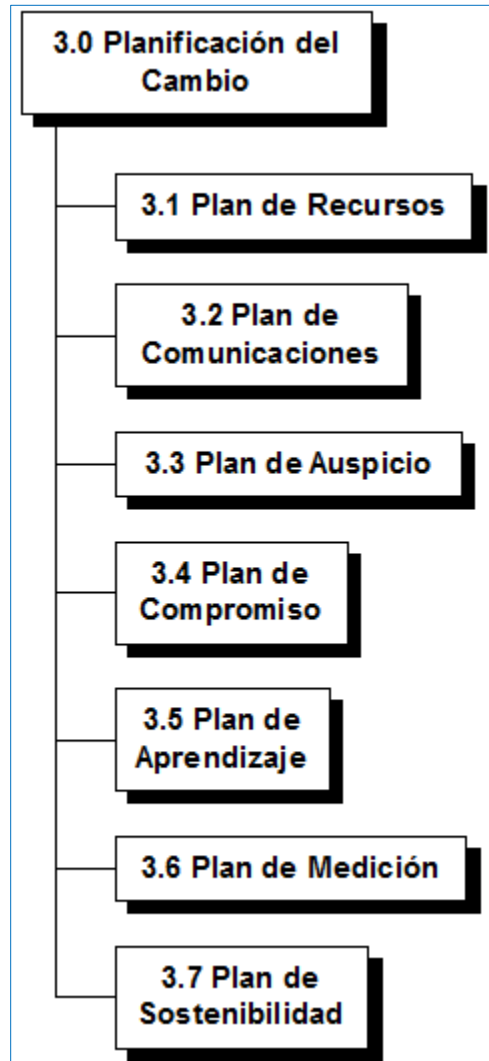 3.0 Planificación del
Cambio
3.1 Plan de Recursos
3.2 Plan de
Comunicaciones
3.3 Plan de Auspicio
3.4 Plan de
Compromiso
3.5 Plan de
Aprendizaje
3.6 Plan de Medición
3.7 Plan de
Sostenibilidad